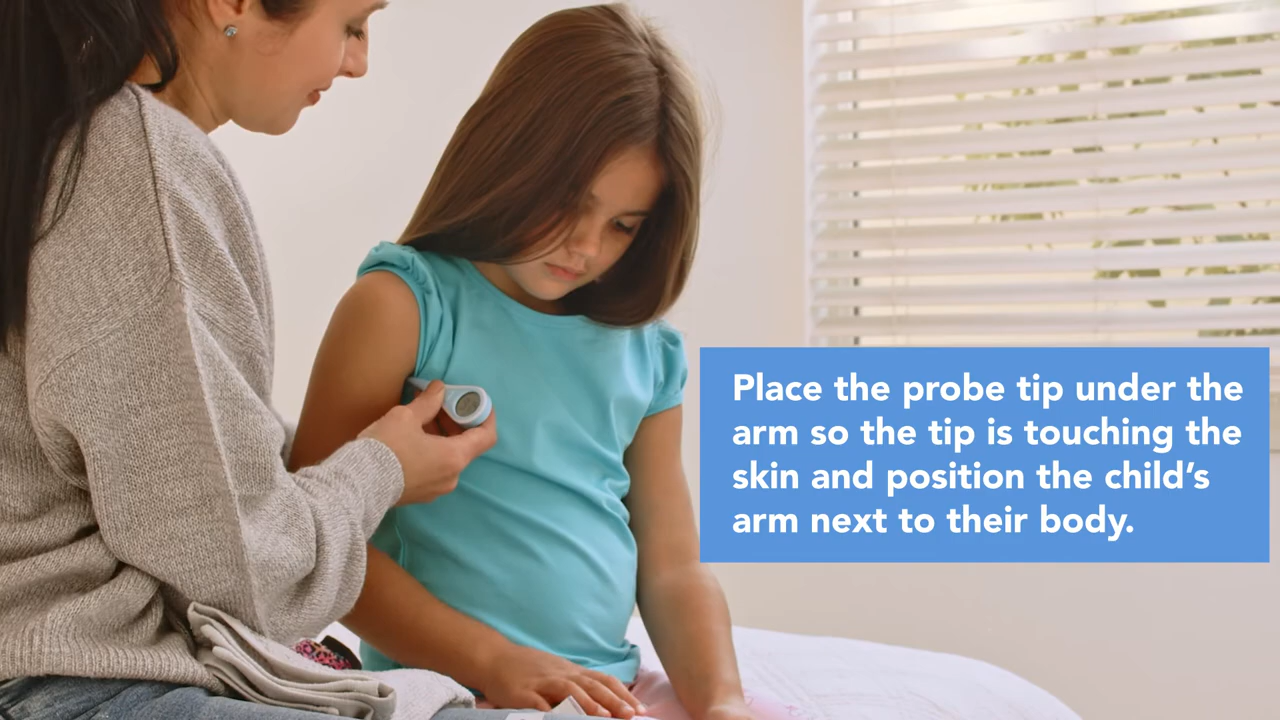 Place the probe tip under the
arm so the tip is touching the
skin and position the child's
arm next to their body.